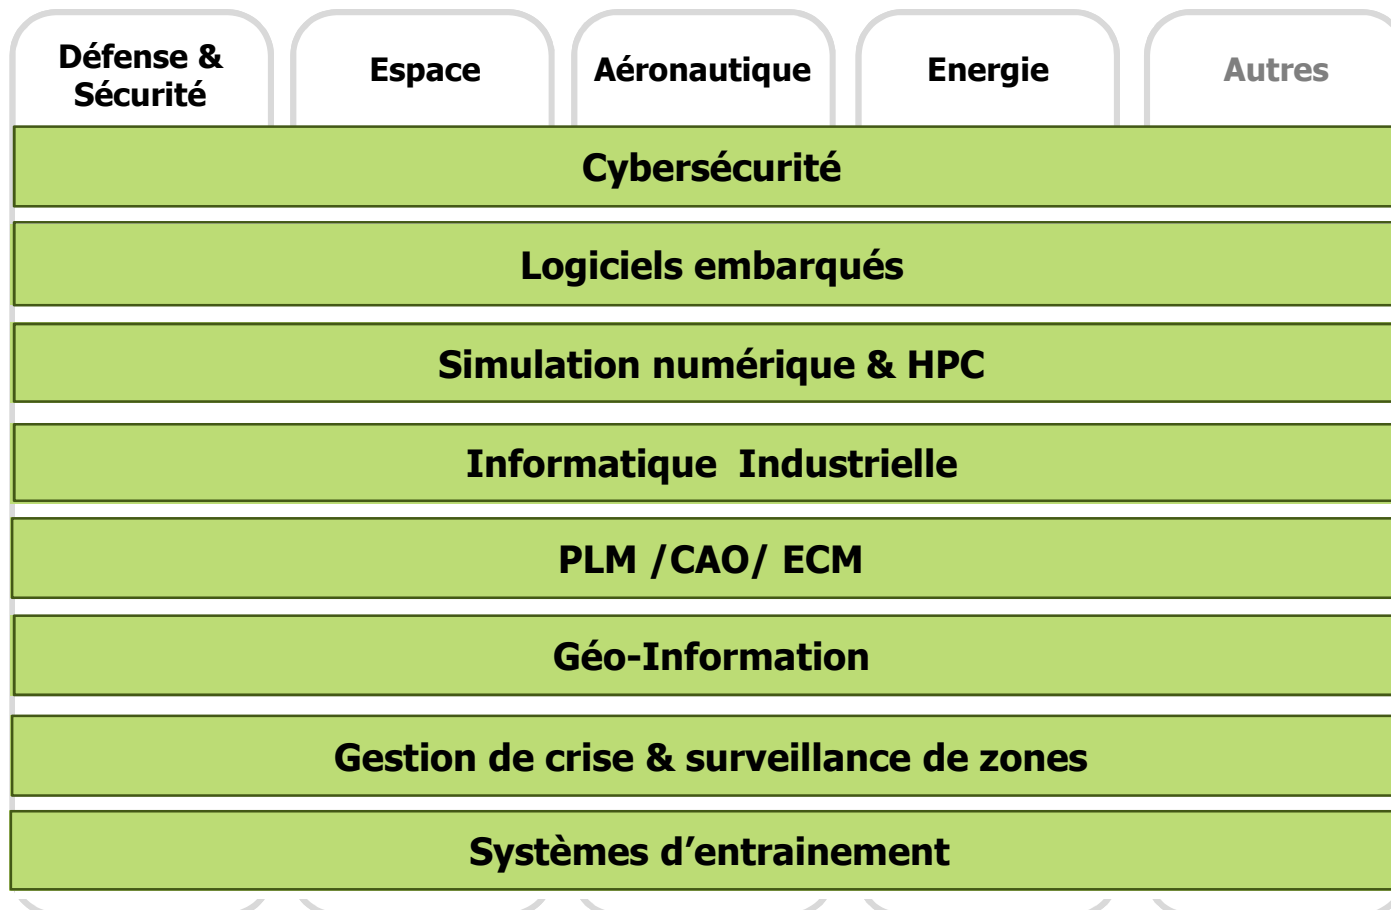 Défense &
Sécurité
Espace
Aéronautique
Energie
Autres
Cybersécurité
Logiciels embarqués
Simulation numérique & HPC
Informatique  Industrielle
PLM /CAO/ ECM
Géo-Information
Gestion de crise & surveillance de zones
Systèmes d’entrainement